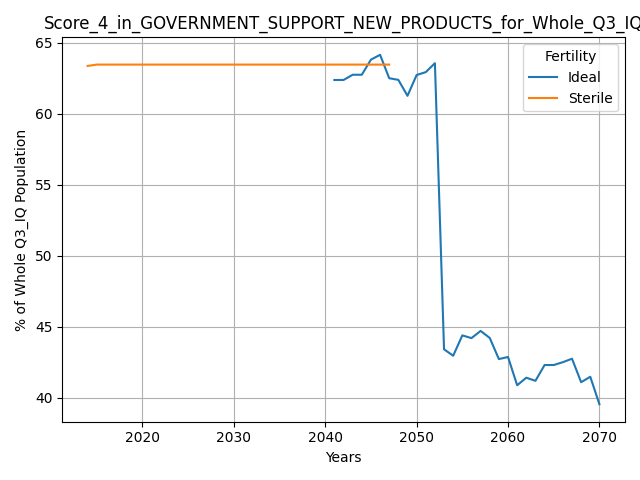 Score_4_in_GOVERNMENT_SUPPORT_NEW_PRODUCTS_for_Whole_Q3_IQ
65
60
55
50
45
40
% of Whole Q3_IQ Population
Fertility
Ideal
Sterile
2020 2030 2040 2050 2060 2070
Years